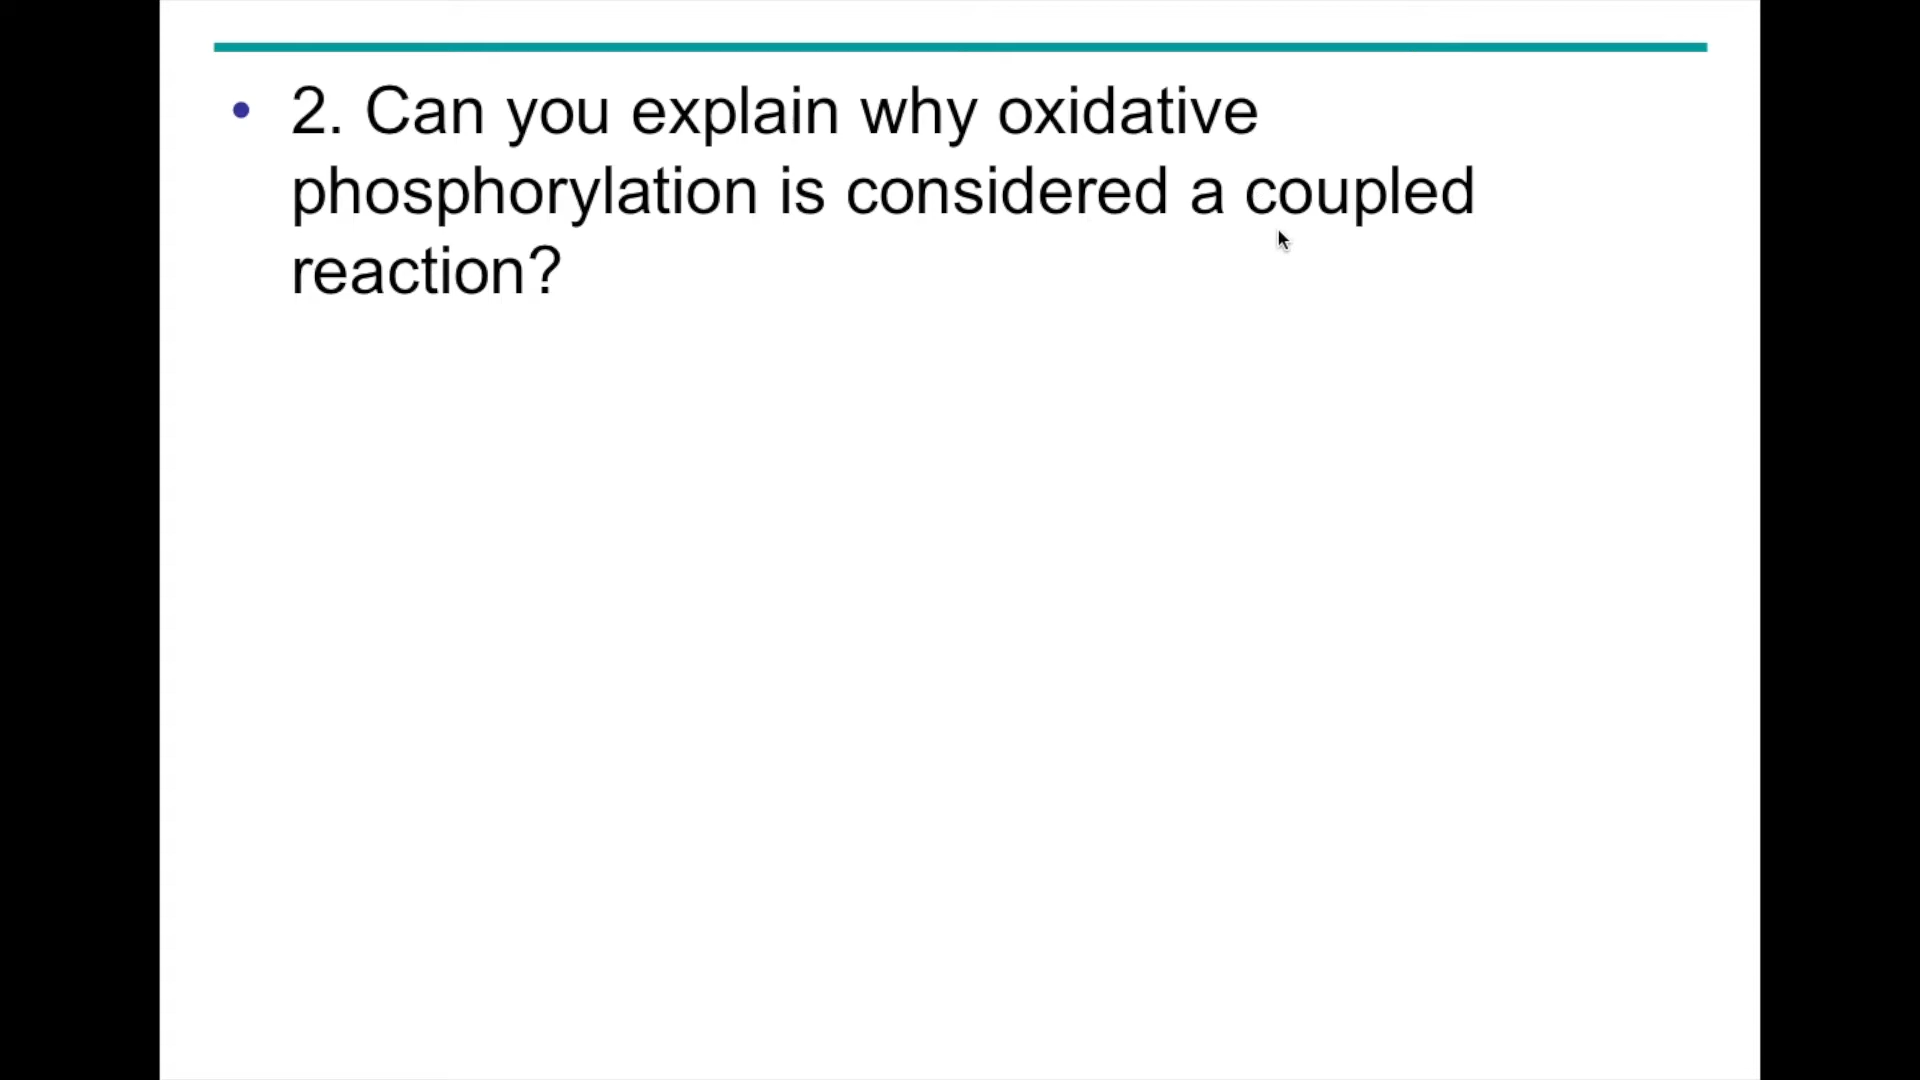 • 2. Can you explain why oxidative
phosphorylation is considered a coupled
reaction?